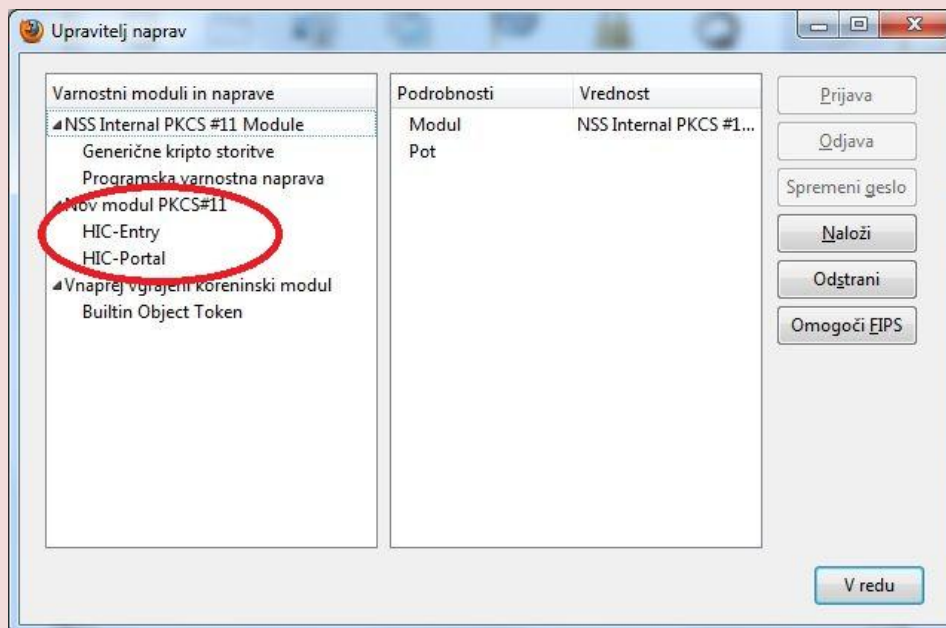 Upravitelj naprav
Varnostni moduli in naprave
NSS Internal PKCS #11 Module
Generične kripto storitve
Programska varnostna naprava
Nov modul PKCS#11
HIC-Entry
HIC-Portal
Vnaprej vgrajeni koreninski modul
Builtin Object Token
Podrobnosti Vrednost
Modul NSS Internal PKCS #1...
Pot
Prijava
Odjava
Spremeni geslo
Naloži
Odstrani
Omogoči FIPS
V redu